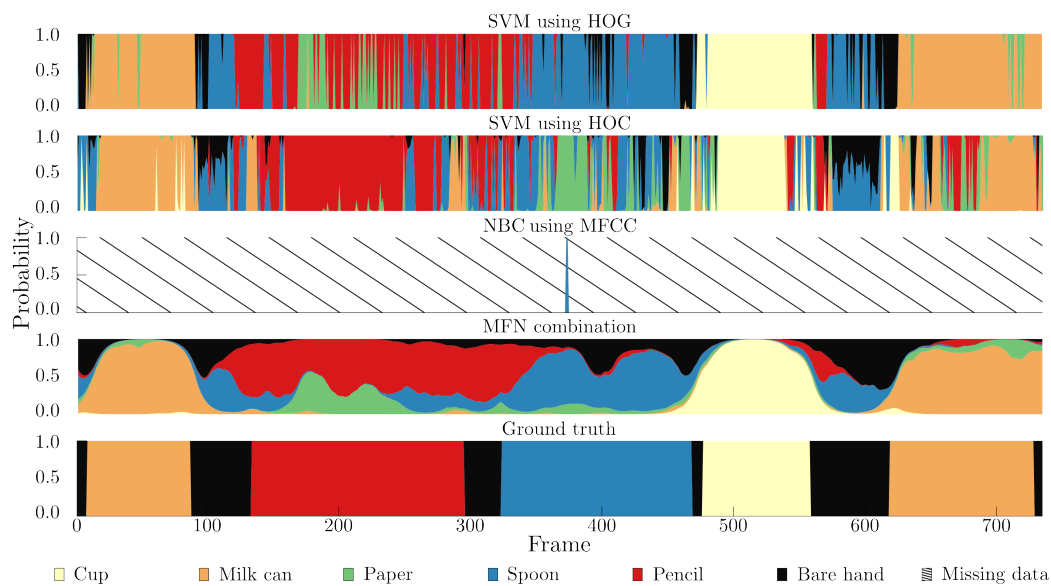 SVM using HOG
1.0
0.5
0.0
SVM using HOC
1.0
0.5
0.0
NBC using MFCC
1.0
0.5
0.0
Probability
MFN combination
1.0
0.5
0.0
Ground truth
1.0
0.5
0.0
0 100 200 300 400 500 600 700
Frame
Cup Milk can Paper Spoon Pencil Bare hand Missing data